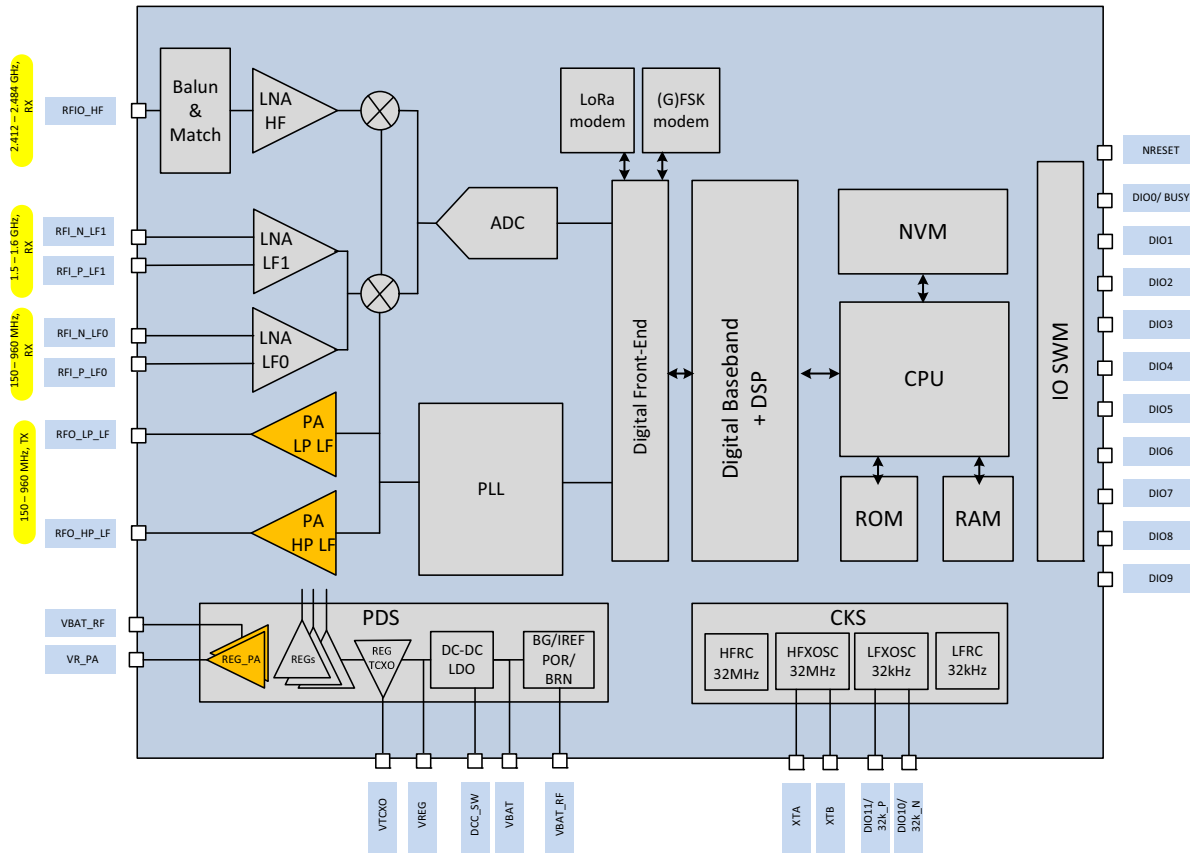 2.412 – 2.484 GHz,
RX
RFIO_HF
Balun
&
Match
LNA
HF
LoRa
modem
(G)FSK
modem
NRESET
DIO0/ BUSY
DIO1
DIO2
DIO3
DIO4
DIO5
DIO6
DIO7
DIO8
DIO9
1.5 – 1.6 GHz,
RX
RFI_N_LF1
RFI_P_LF1
LNA
LF1
ADC
NVM
150 – 960 MHz,
RX
RFI_N_LF0
RFI_P_LF0
LNA
LF0
Digital Front-End
Digital Baseband
+ DSP
CPU
IO SWM
150 – 960 MHz, TX
RFO_LP_LF
PA
LP LF
PLL
RFO_HP_LF
PA
HP LF
ROM
RAM
VBAT_RF
VR_PA
PDS
REG_PA
REGs
REG
TCXO
DC-DC
LDO
BG/IREF
POR/
BRN
CKS
HFRC
32MHz
HFXOSC
32MHz
LFXOSC
32kHz
LFRC
32kHz
VTCXO
VREG
DCC_SW
VBAT
VBAT_RF
XTA
XTB
DIO11/
32k_P
DIO10/
32k_N